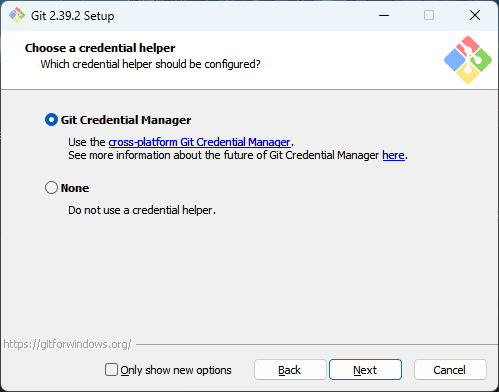 Git 2.39.2 Setup
Choose a credential helper
Which credential helper should be configured?
Git Credential Manager
Use the cross-platform Git Credential Manager.
See more information about the future of Git Credential Manager here.
None
Do not use a credential helper.
https://gitforwindows.org/
Only show new options
Back
Next
Cancel